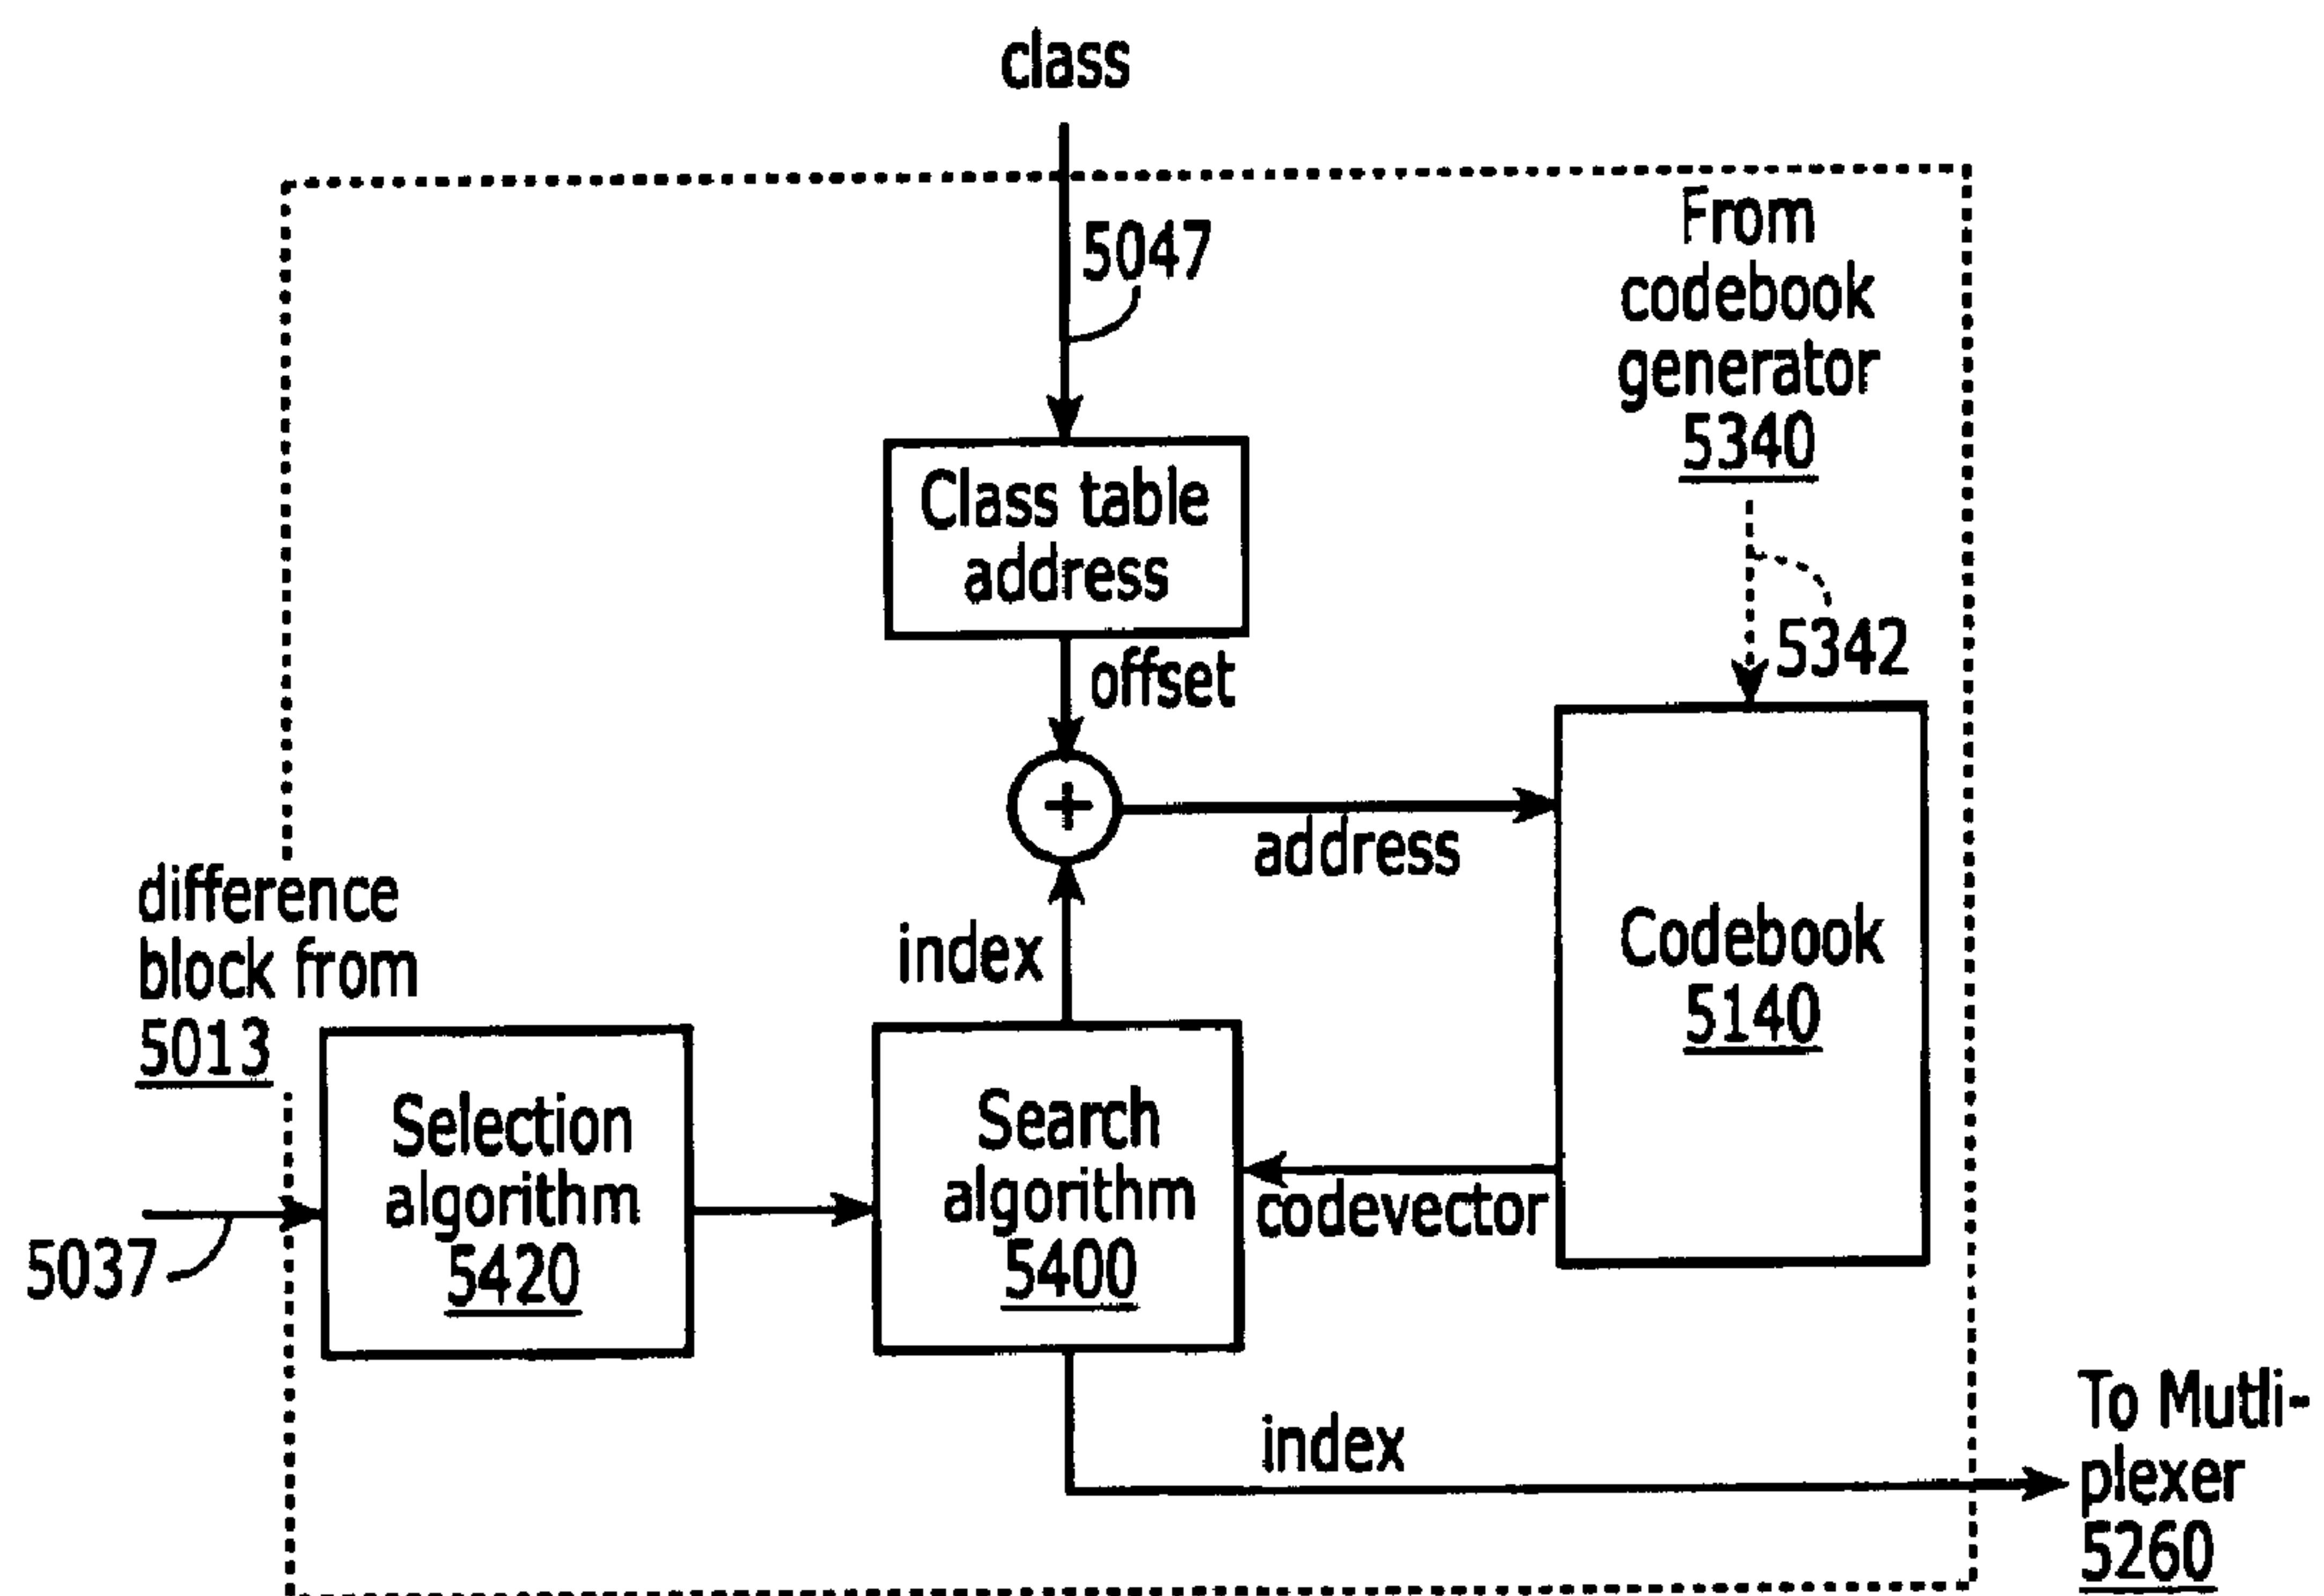 class
5047
From
codebook
generator
5340
Class table
address
5342
offset
address
difference
block from
5013
index
Codebook
5140
Selection
algorithm
5420
Search
algorithm
5400
codevector
5037
index
To Mutli-
plexer
5260